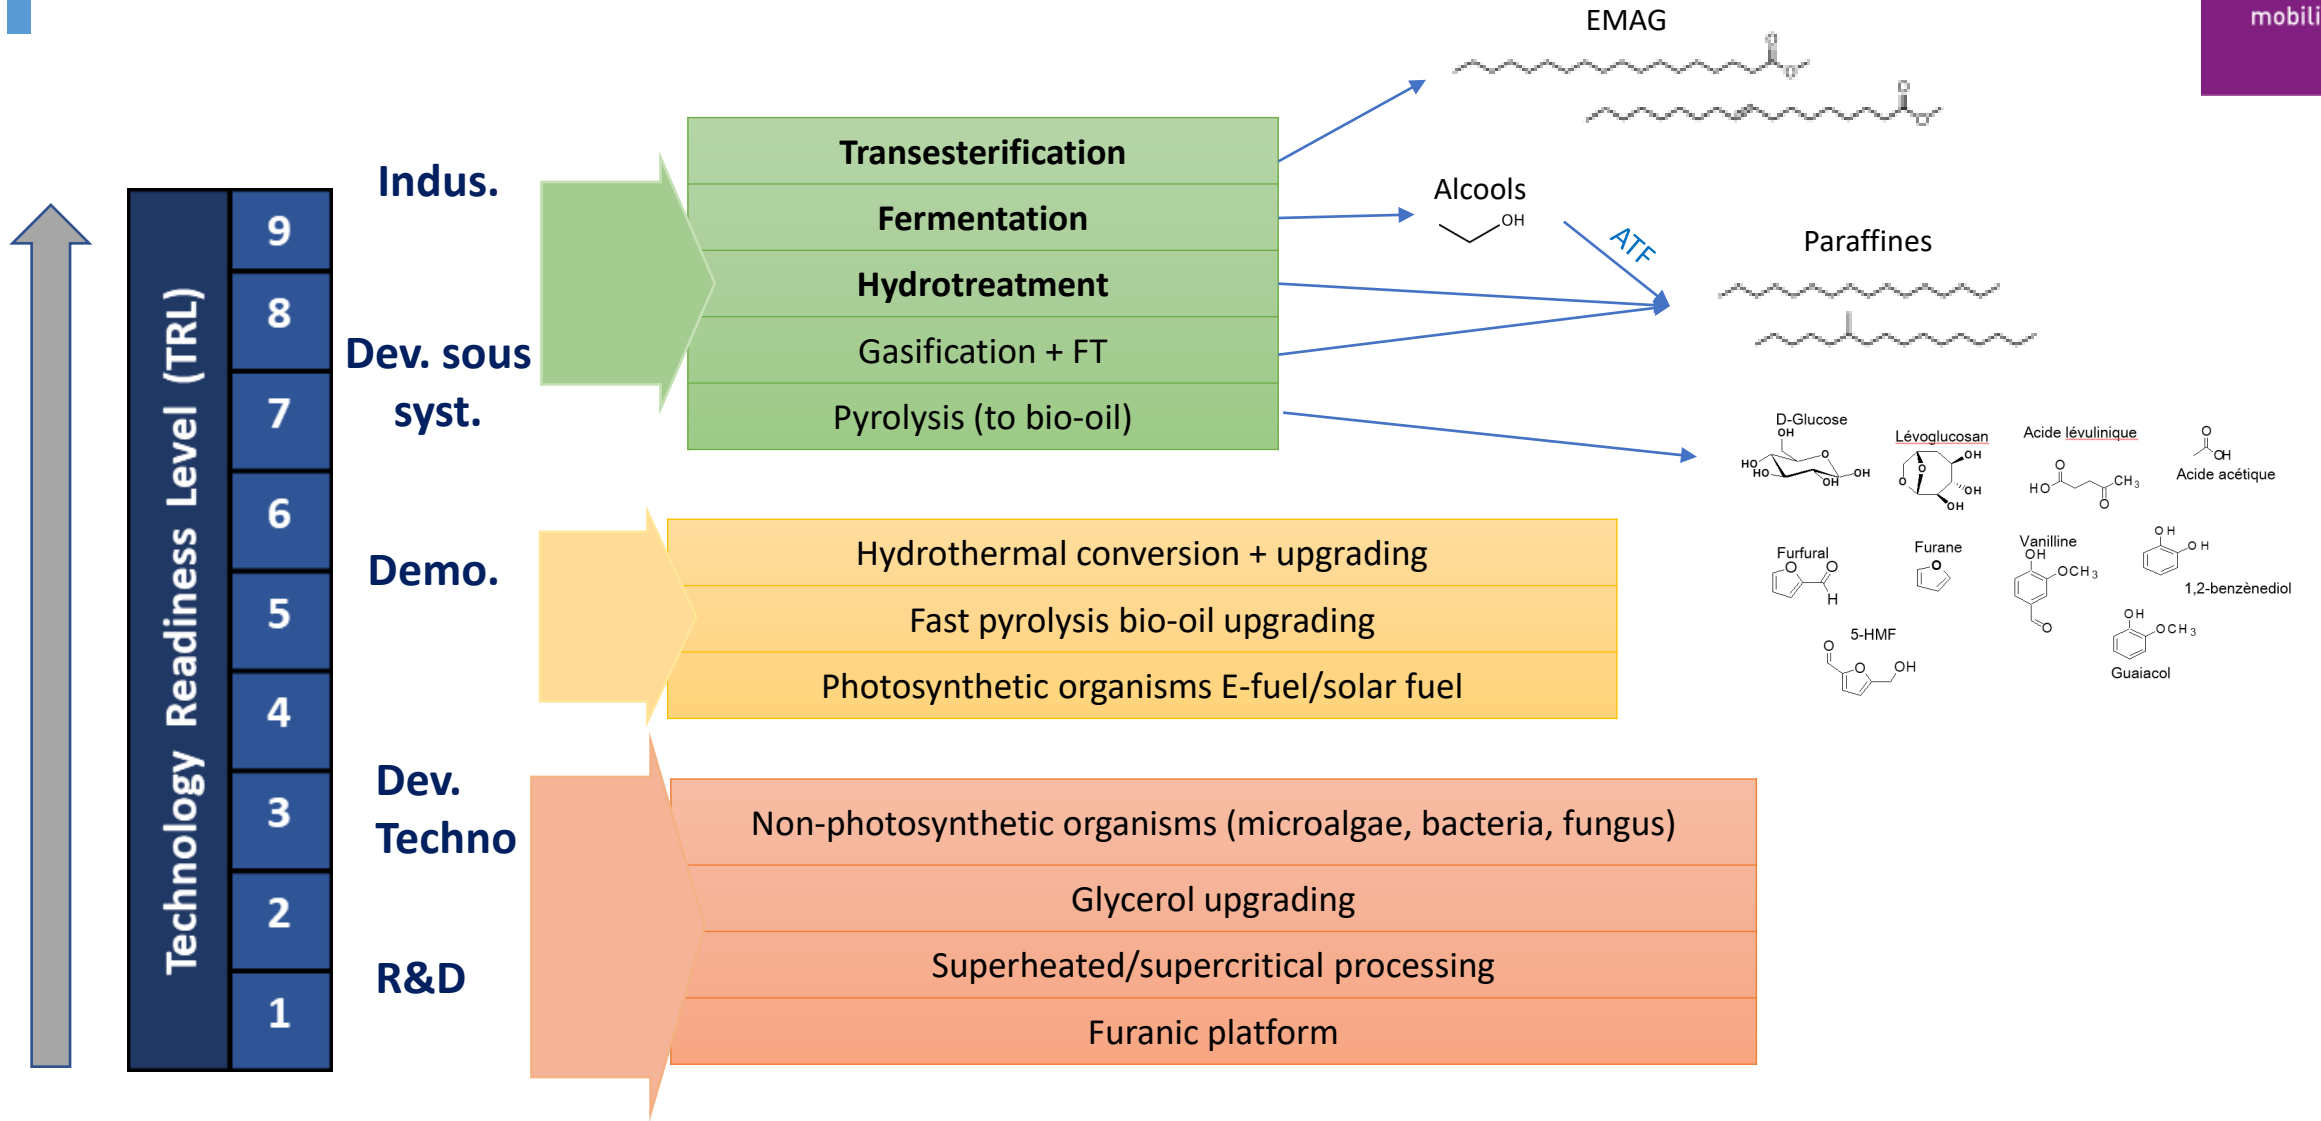 mobili
EMAG
O
O
O
O
Technology Readiness Level (TRL)
9
8
7
6
5
4
3
2
1
Indus.
Dev. sous
syst.
Demo.
Dev.
Techno
R&D
Transesterification
Fermentation
Hydrotreatment
Gasification + FT
Pyrolysis (to bio-oil)
Alcools
OH
ATF
Paraffines
D-Glucose
OH
HO
HO
O
OH
OH
Lévoglucosan
O
O
OH
OH
OH
Acide lévulinique
O
HO
CH3
O
O
OH
Acide acétique
Furfural
O
O
H
Furane
O
Vanilline
OH
OCH3
O
OH
OH
1,2-benzènediol
5-HMF
O
O
OH
OH
OCH3
Guaiacol
Hydrothermal conversion + upgrading
Fast pyrolysis bio-oil upgrading
Photosynthetic organisms E-fuel/solar fuel
Non-photosynthetic organisms (microalgae, bacteria, fungus)
Glycerol upgrading
Superheated/supercritical processing
Furanic platform